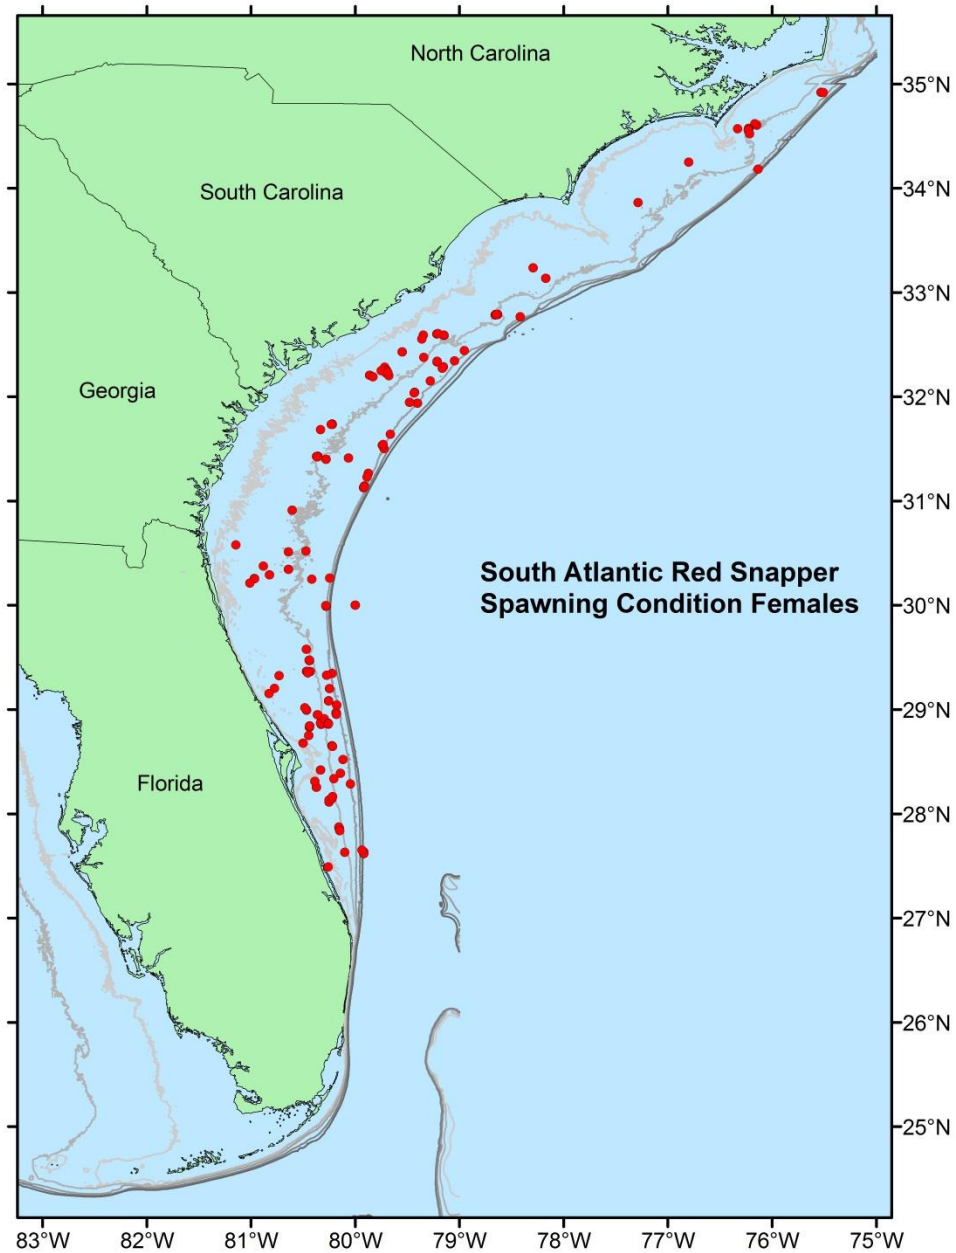 North Carolina
35°N
South Carolina
34°N
33°N
Georgia
32°N
31°N
South Atlantic Red Snapper
Spawning Condition Females
30°N
29°N
Florida
28°N
27°N
26°N
25°N
83°W 82°W 81°W 80°W 79°W 78°W 77°W 76°W 75°W